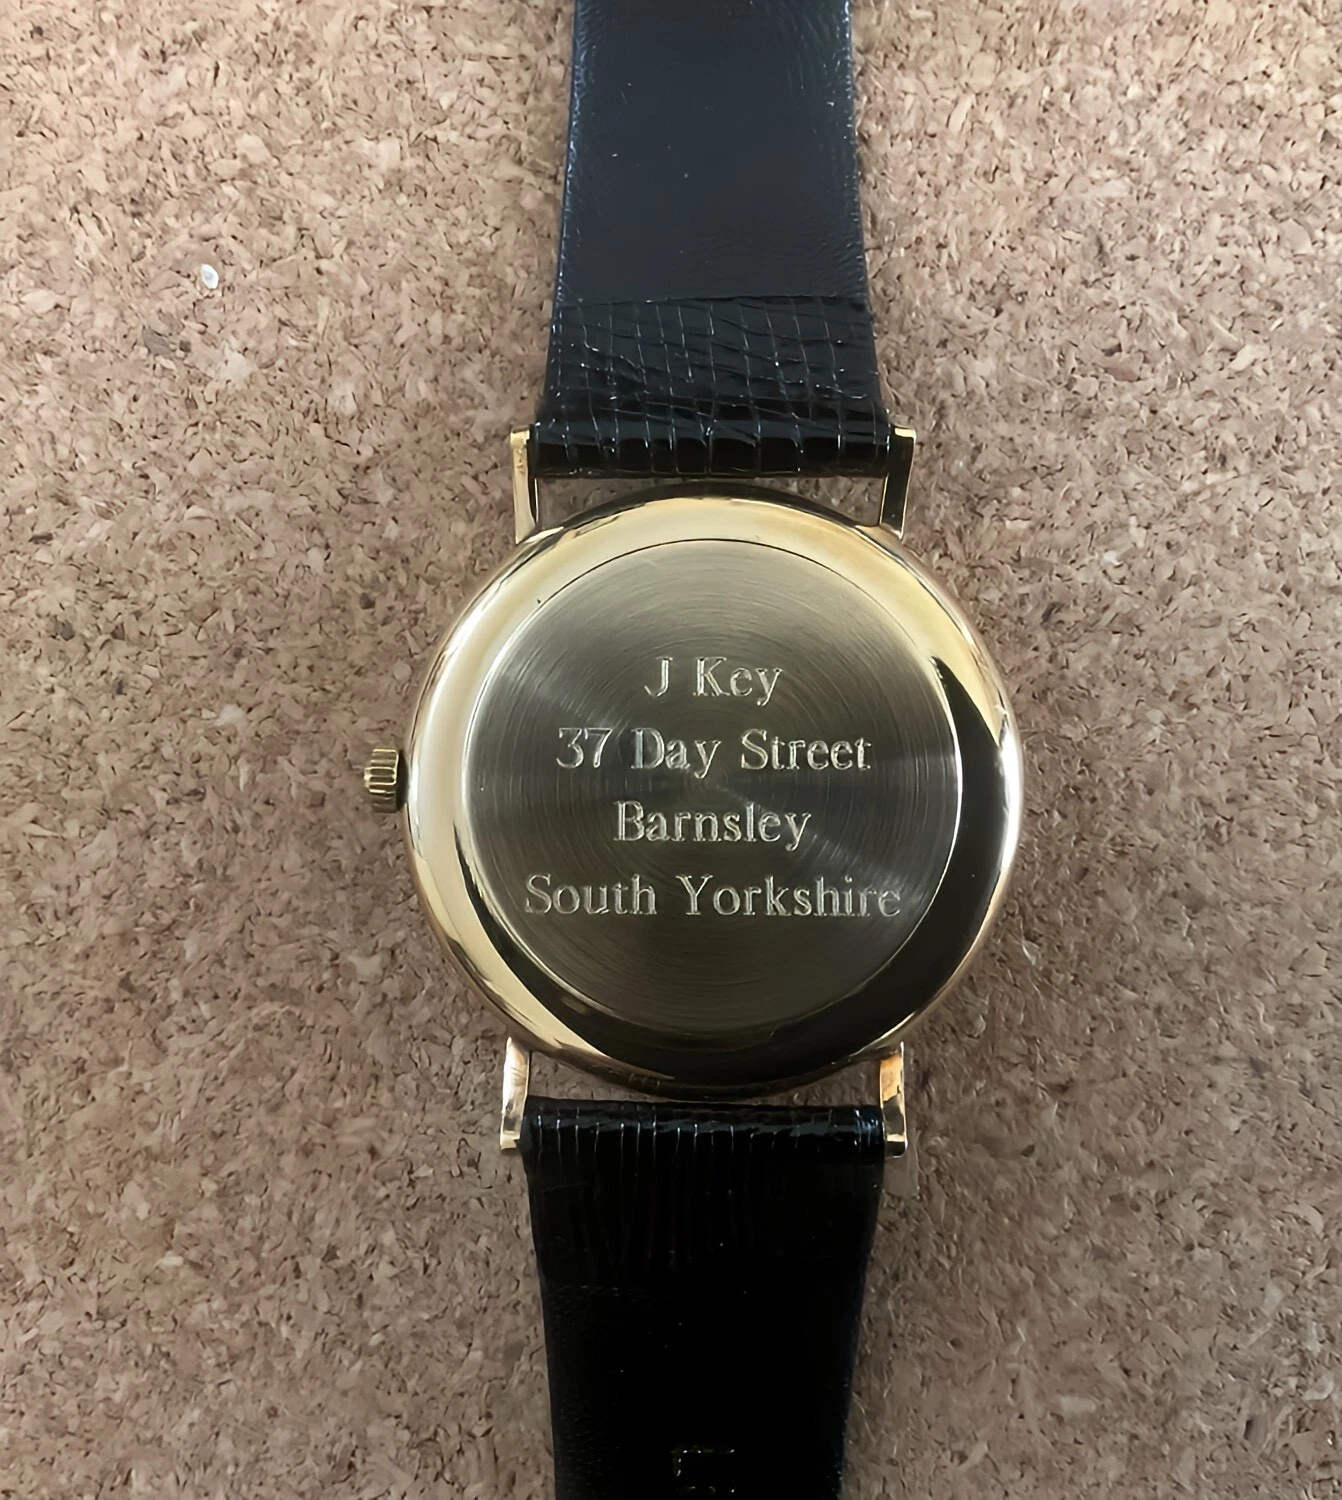 J Key
37 Day Street
Barnsley
South Yorkshire